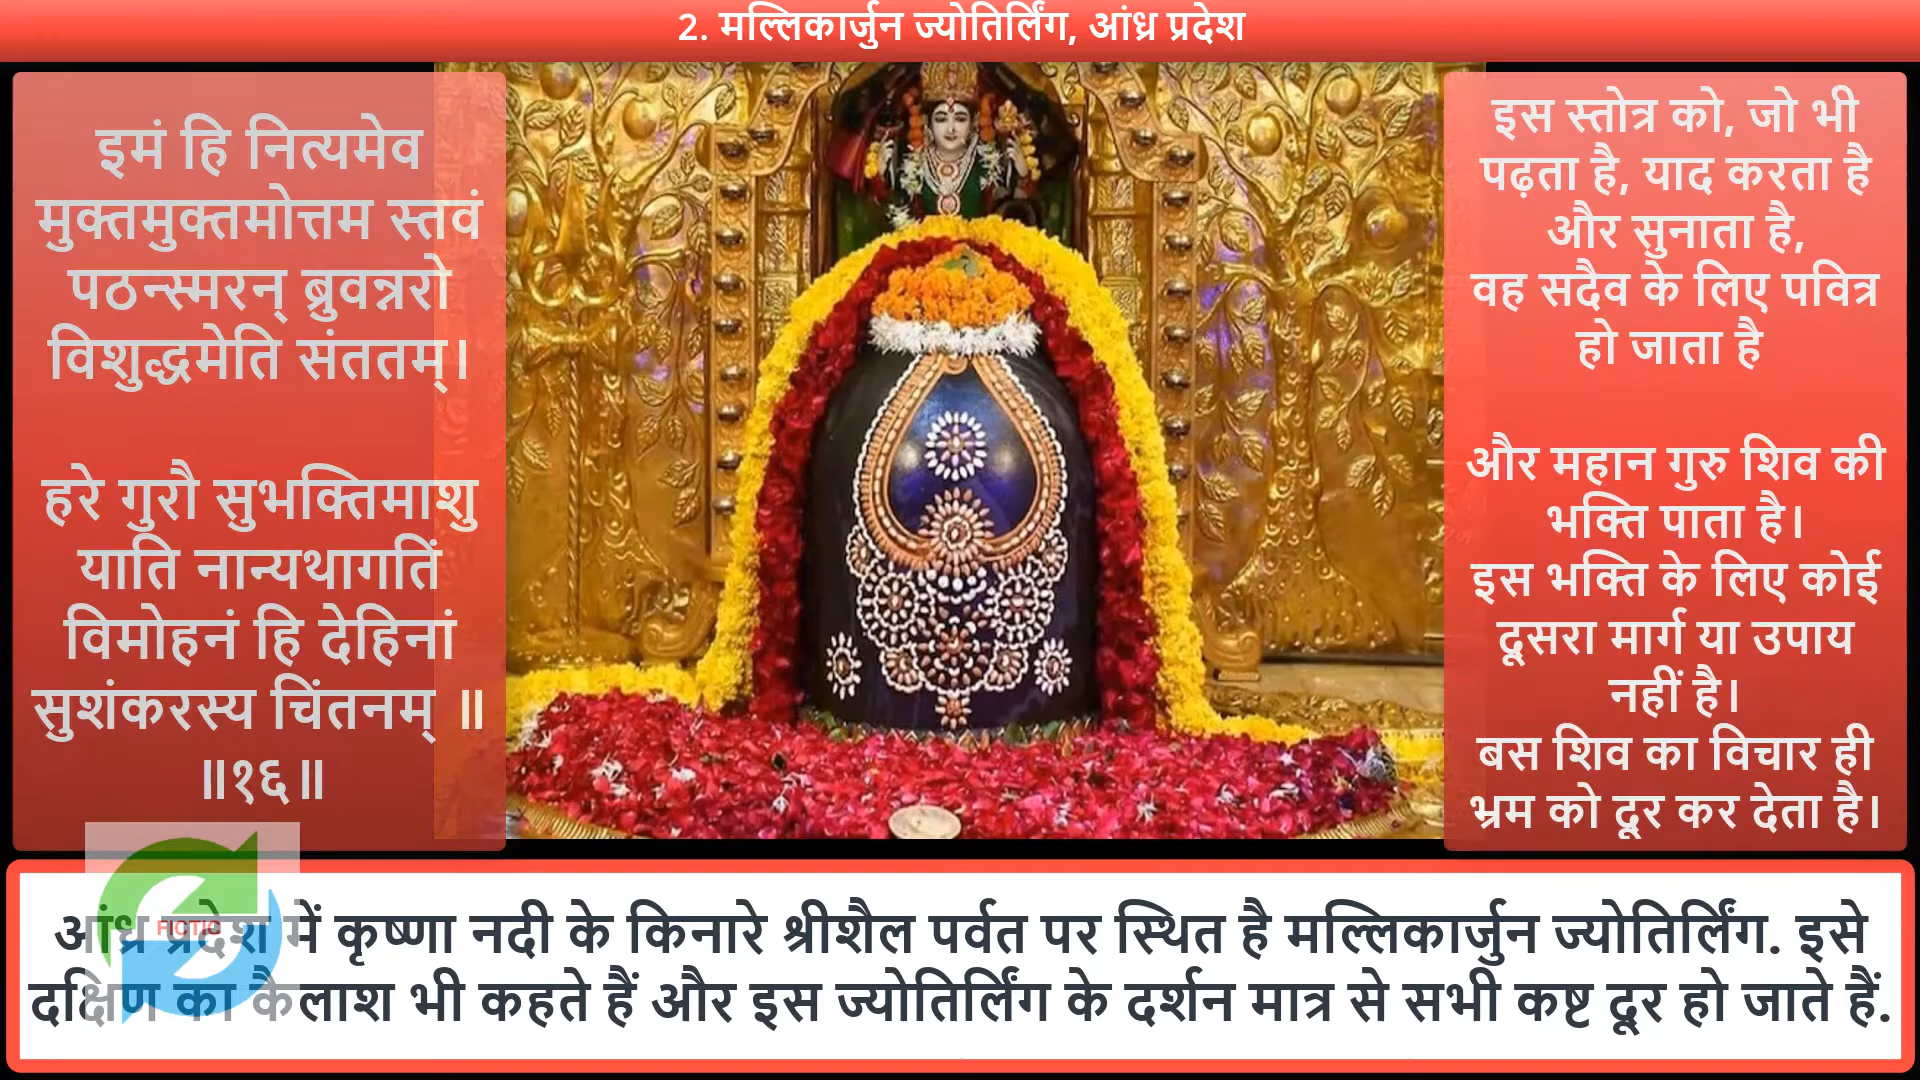 2. मल्लिकार्जुन ज्योतिर्लिंग, आंध्र प्रदेश
इमं हि नित्यमेव
मुक्तमुक्तमोत्तम स्तवं
पठन्स्मरन् ब्रुवन्नरो
विशुद्धमेति संततम्।
हरे गुरौ सुभक्तिमाशु
याति नान्यथागतिं
विमोहनं हि देहिनां
सुशंकरस्य चिंतनम् ॥
॥१६॥
इस स्तोत्र को, जो भी
पढ़ता है, याद करता है
और सुनाता है,
वह सदैव के लिए पवित्र
हो जाता है
और महान गुरु शिव की
भक्ति पाता है।
इस भक्ति के लिए कोई
दूसरा मार्ग या उपाय
नहीं है।
बस शिव का विचार ही
भ्रम को दूर कर देता है।
FICTIC
आंध्र प्रदेश में कृष्णा नदी के किनारे श्रीशैल पर्वत पर स्थित है मल्लिकार्जुन ज्योतिर्लिंग. इसे
दक्षिण का कैलाश भी कहते हैं और इस ज्योतिर्लिंग के दर्शन मात्र से सभी कष्ट दूर हो जाते हैं.